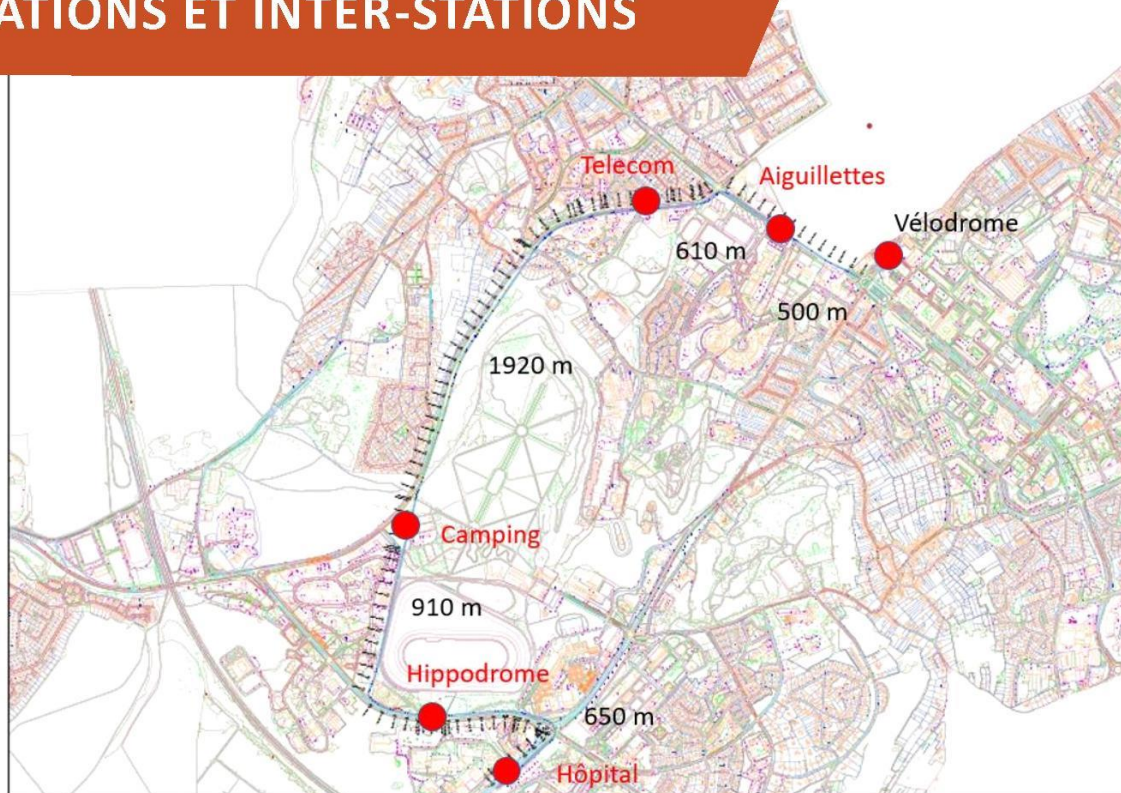 ATIONS ET INTER-STATIONS
Telecom
Aiguillettes
Vélodrome
610 m
500 m
1920 m
Camping
910 m
Hippodrome
650 m
Hôpital